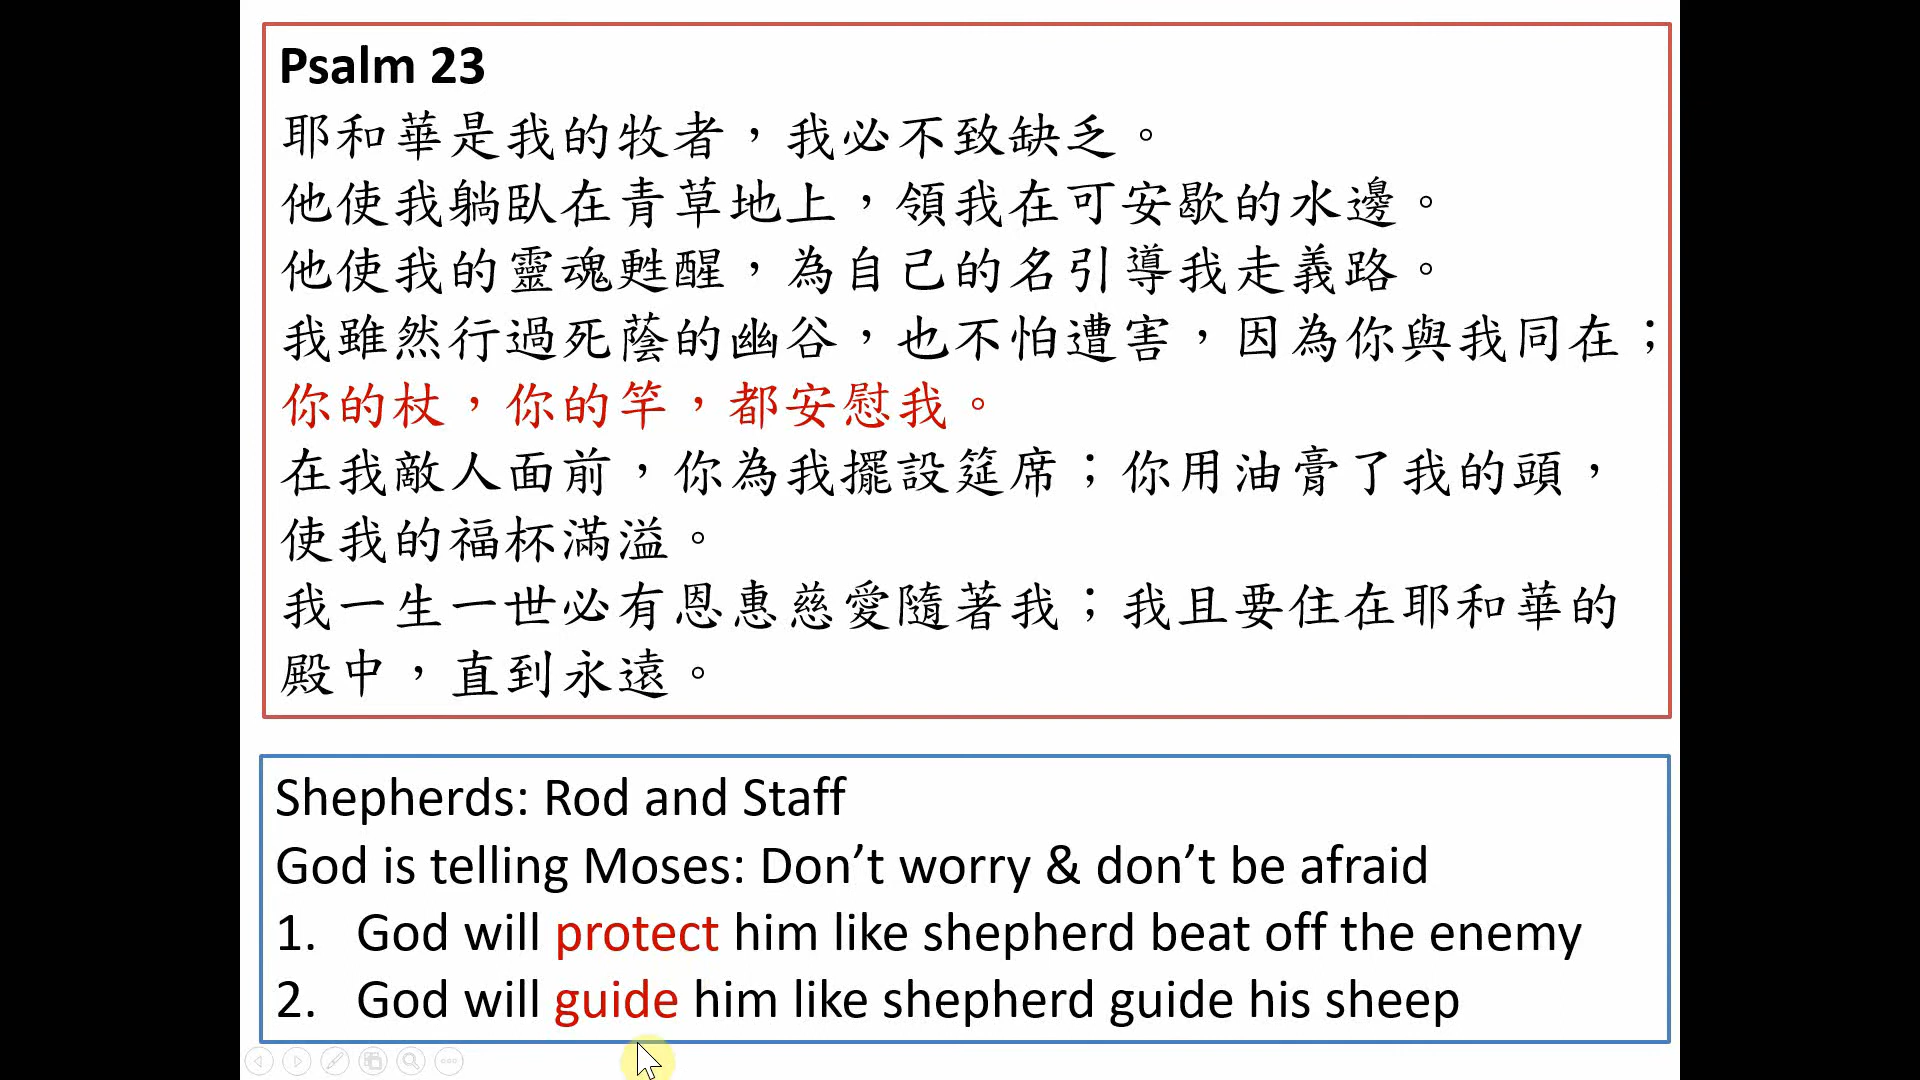 Psalm 23
耶和華是我的牧者，我必不致缺乏。
他使我躺臥在青草地上，領我在可安歇的水邊。
他使我的靈魂甦醒，為自己的名引導我走義路。
我雖然行過死蔭的幽谷，也不怕遭害，因為你與我同在；
你的杖，你的竿，都安慰我。
在我敵人面前，你為我擺設筵席；你用油膏了我的頭，
使我的福杯滿溢。
我一生一世必有恩惠慈愛隨著我；我且要住在耶和華的
殿中，直到永遠。
Shepherds: Rod and Staff
God is telling Moses: Don’t worry & don’t be afraid
1. God will protect him like shepherd beat off the enemy
2. God will guide him like shepherd guide his sheep